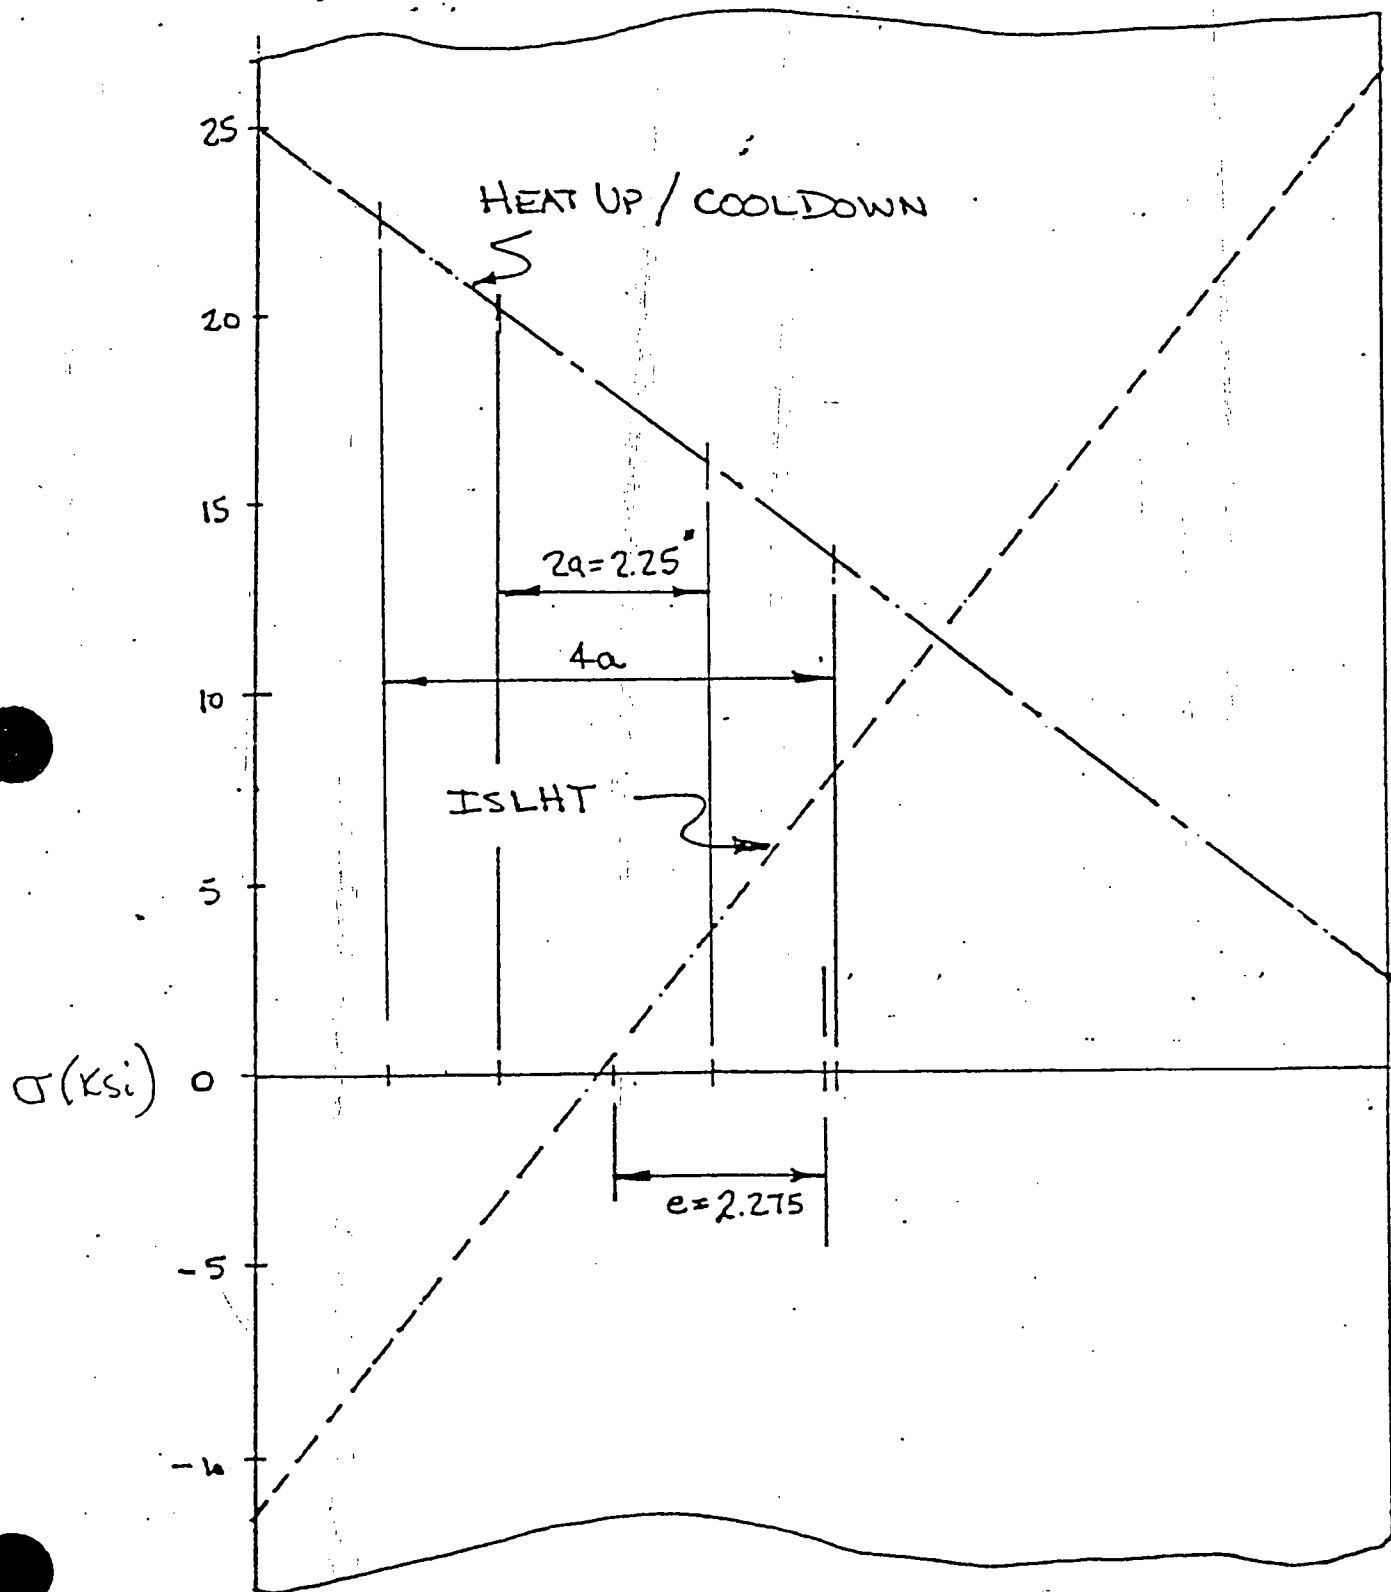 25
HEAT UP / COOLDOWN
20
15
2a=2.25"
4a
10
ISLHT
5
σ(Ksi) 0
e=2.275
-5
-10